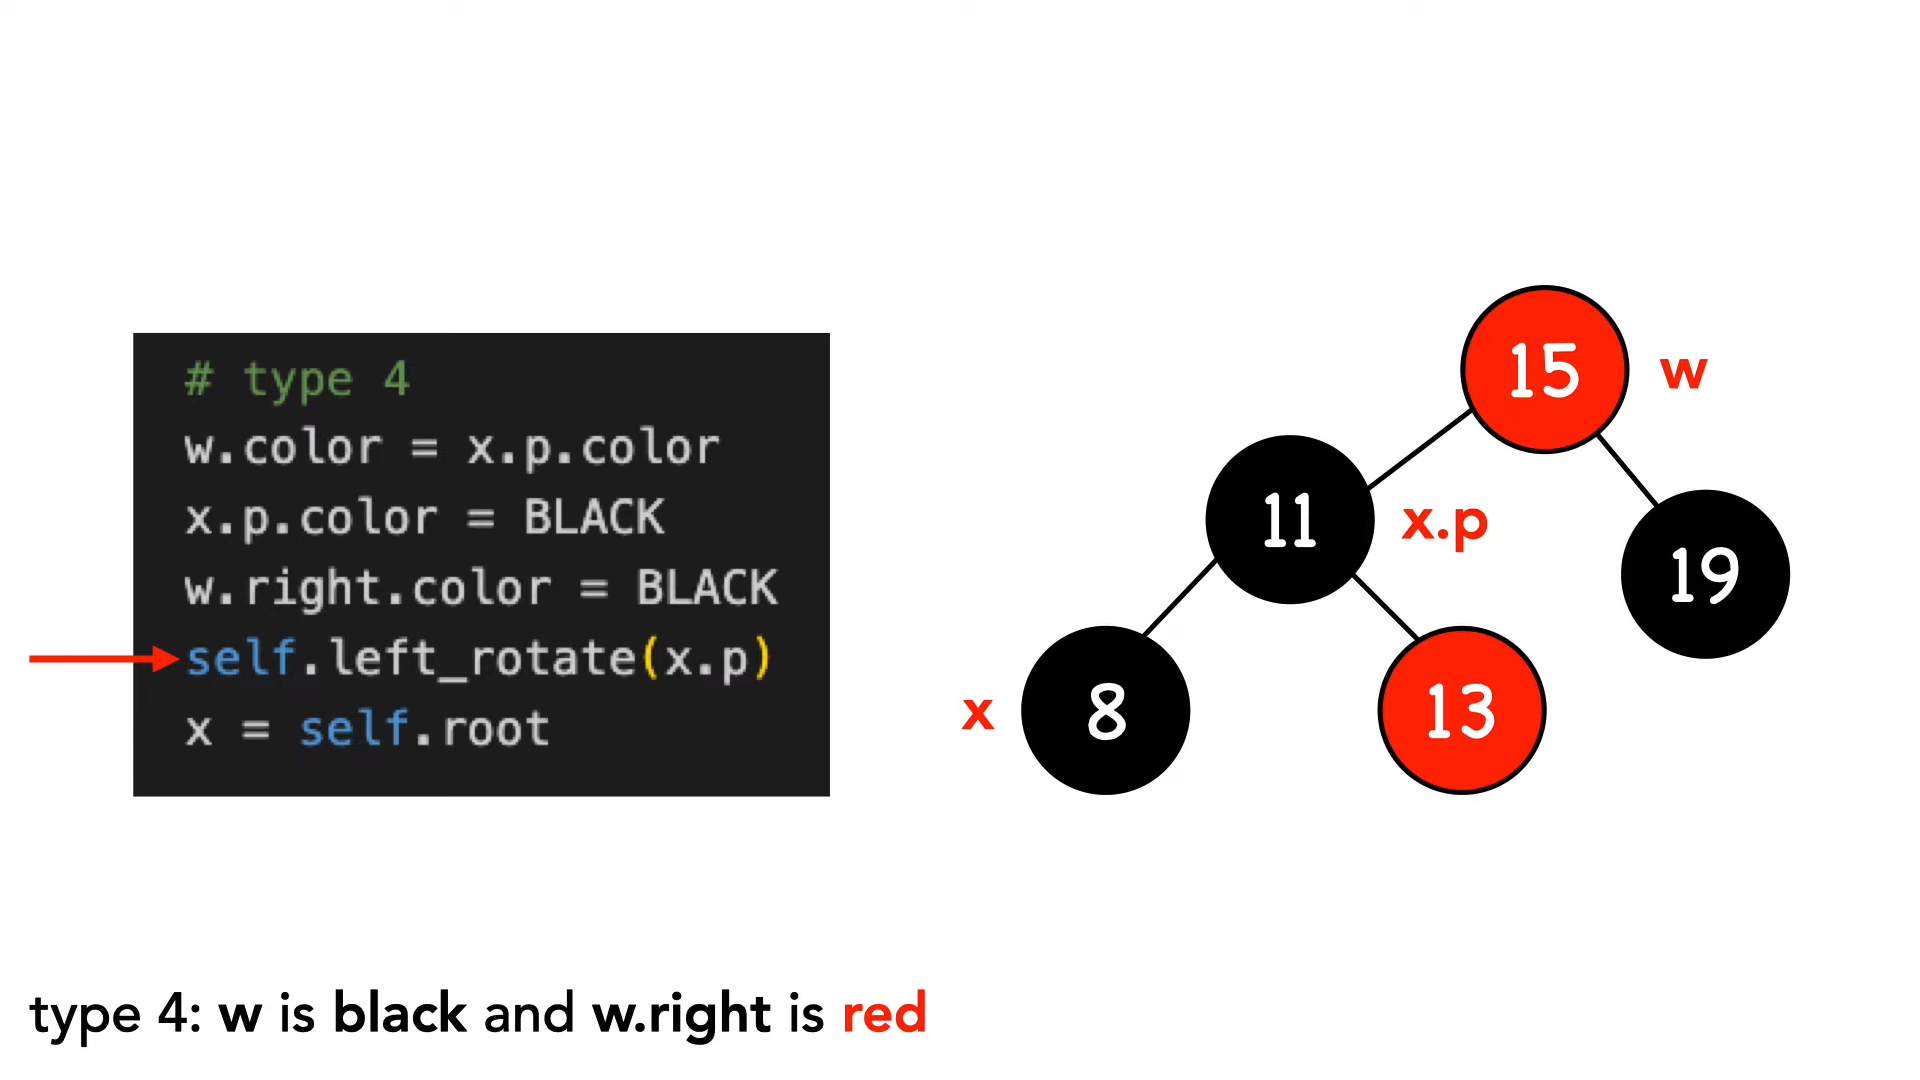 # type 4
w.color = x.p.color
x.p.color = BLACK
w.right.color = BLACK
self.left_rotate(x.p)
x = self.root
15
w
11
x.p
19
x
8
13
type 4: w is black and w.right is red